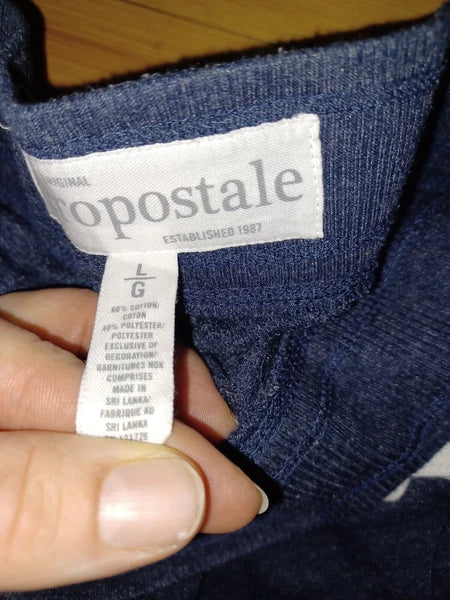 ORIGINAL
ropostale
ESTABLISHED 1987
L
G
60% COTTON/
COTON
40% POLYESTER/
POLYESTER
EXCLUSIVE OF
DECORATION/
GARNITURES NON
COMPRISES
MADE IN
SRI LANKA/
FABRIQUE AU
SRI LANKA